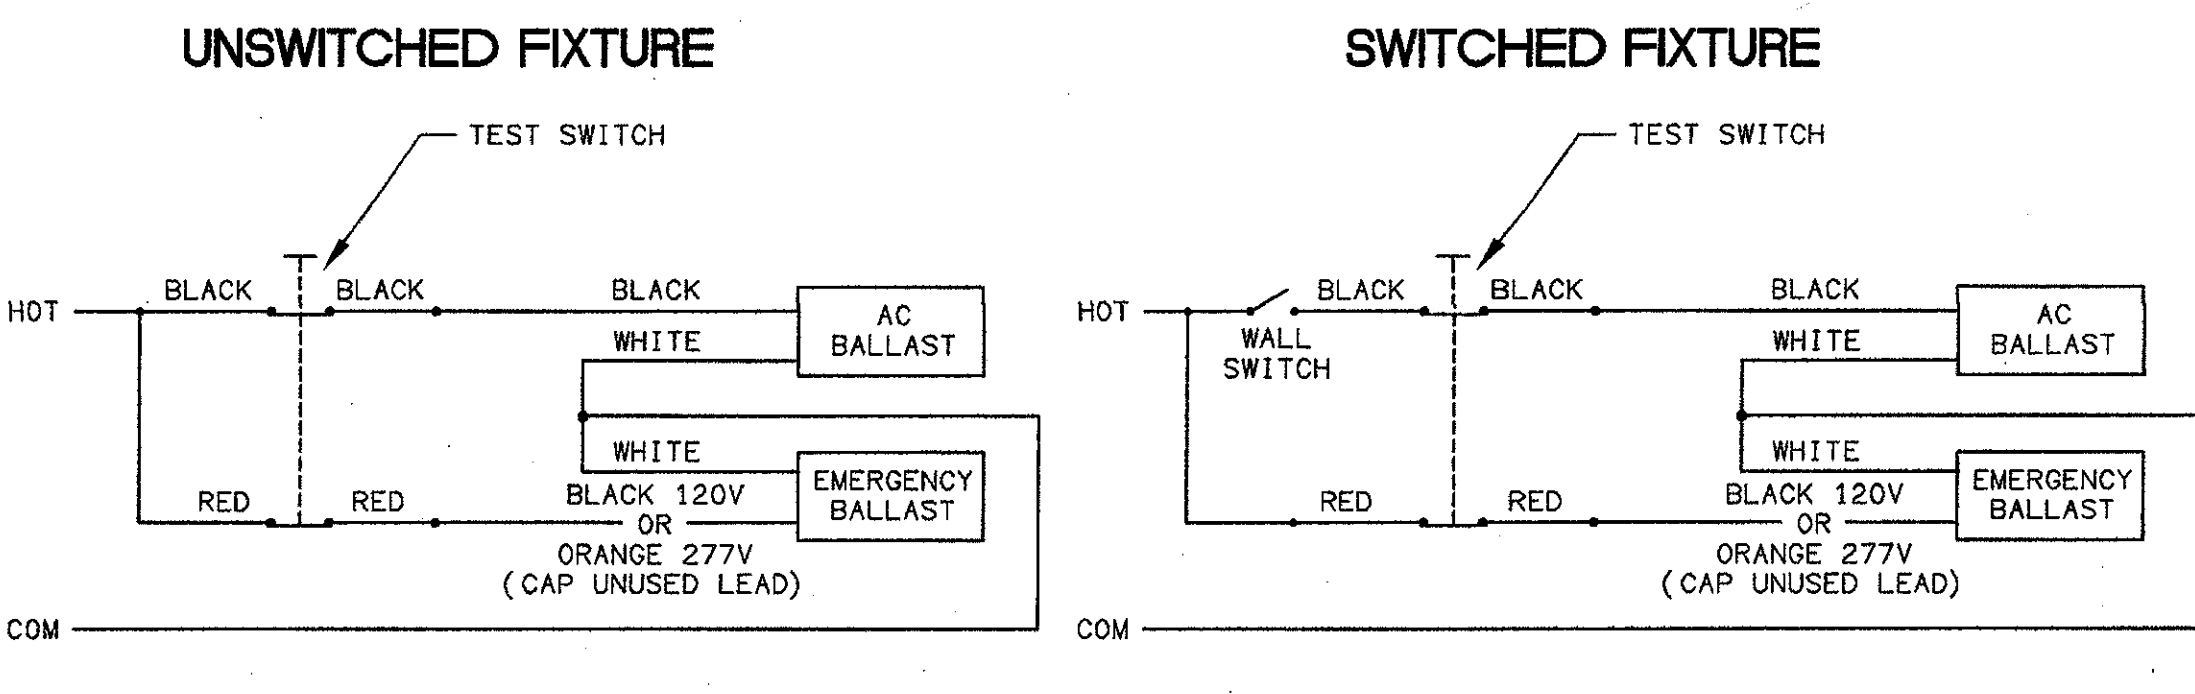 UNSWITCHED FIXTURE
TEST SWITCH
BLACK
BLACK
BLACK
HOT
AC
BALLAST
WHITE
WHITE
EMERGENCY
BALLAST
RED
RED
BLACK 120V
OR
ORANGE 277V
(CAP UNUSED LEAD)
COM
SWITCHED FIXTURE
TEST SWITCH
BLACK
BLACK
BLACK
HOT
WALL
SWITCH
AC
BALLAST
WHITE
WHITE
EMERGENCY
BALLAST
RED
RED
BLACK 120V
OR
ORANGE 277V
(CAP UNUSED LEAD)
COM